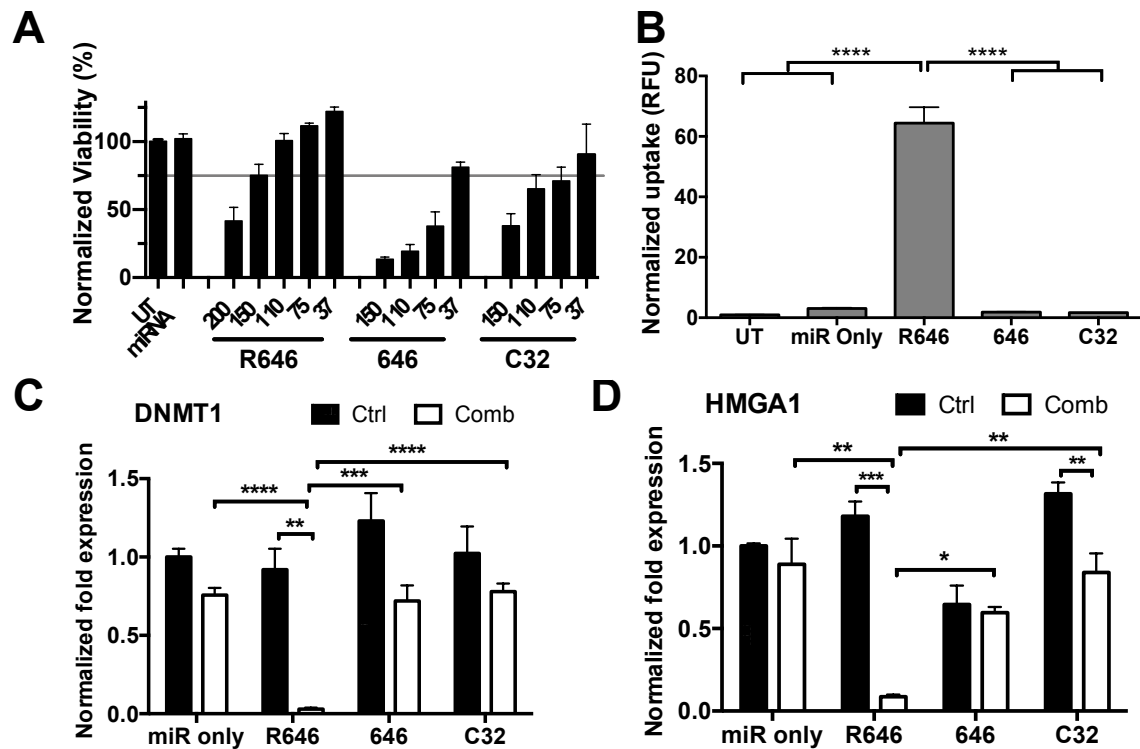 A
Normalized Viability (%)
100
50
0
UT
miRNA
200
150
110
75
37
150
110
75
37
150
110
75
37
R646
646
C32
B
Normalized uptake (RFU)
80
60
40
20
0
****
****
UT
miR Only
R646
646
C32
C
DNMT1
Ctrl
Comb
Normalized fold expression
1.5
1.0
0.5
0.0
****
***
****
**
miR only
R646
646
C32
D
HMGA1
Ctrl
Comb
Normalized fold expression
1.5
1.0
0.5
0.0
**
**
***
**
*
miR only
R646
646
C32